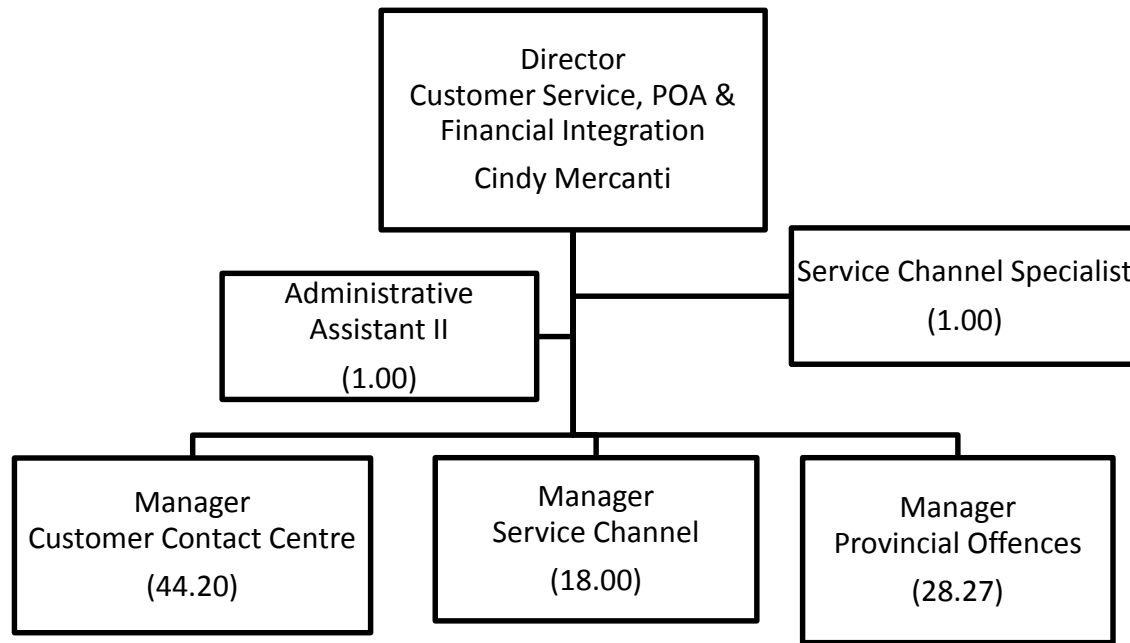 Director
Customer Service, POA &
Financial Integration
Cindy Mercanti
Service Channel Specialist
(1.00)
Administrative
Assistant II
(1.00)
Manager
Customer Contact Centre
(44.20)
Manager
Service Channel
(18.00)
Manager
Provincial Offences
(28.27)